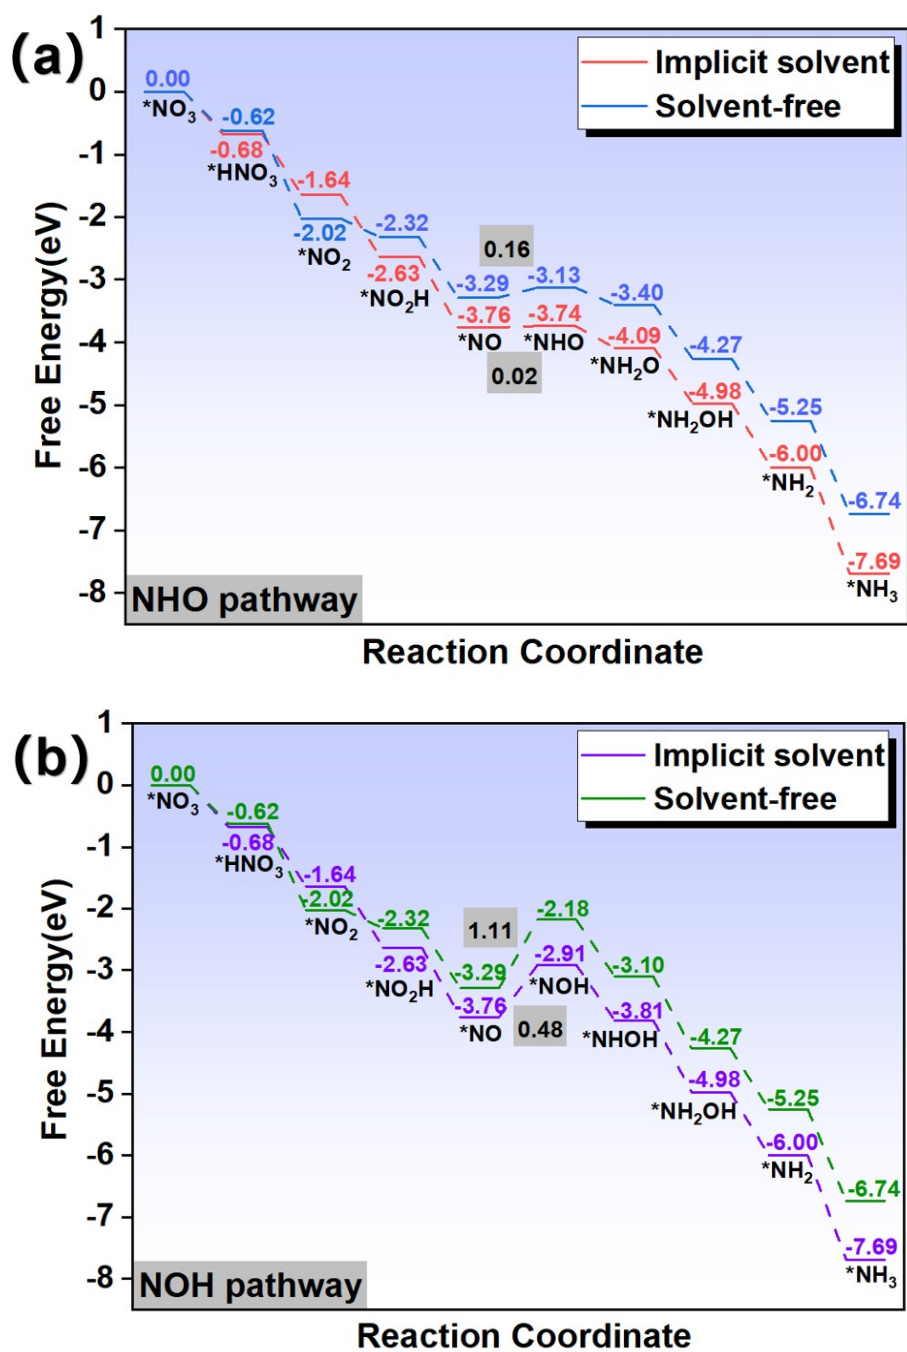 (a)
Implicit solvent
Solvent-free
1
0
-1
-2
-3
-4
-5
-6
-7
-8
Free Energy(eV)
0.00
*NO₃
-0.62
-0.68
*HNO₃
-1.64
-2.02
*NO₂
-2.32
-2.63
*NO₂H
-3.29
-3.76
*NO
0.16
-3.13
-3.74
*NHO
0.02
-3.40
-4.09
*NH₂O
-4.27
-4.98
*NH₂OH
-5.25
-6.00
*NH₂
-6.74
-7.69
*NH₃
NHO pathway
Reaction Coordinate
(b)
Implicit solvent
Solvent-free
1
0
-1
-2
-3
-4
-5
-6
-7
-8
Free Energy(eV)
0.00
*NO₃
-0.62
-0.68
*HNO₃
-1.64
-2.02
*NO₂
-2.32
-2.63
*NO₂H
-3.29
-3.76
*NO
1.11
-2.18
-2.91
*NOH
0.48
-3.10
-3.81
*NHOH
-4.27
-4.98
*NH₂OH
-5.25
-6.00
*NH₂
-6.74
-7.69
*NH₃
NOH pathway
Reaction Coordinate